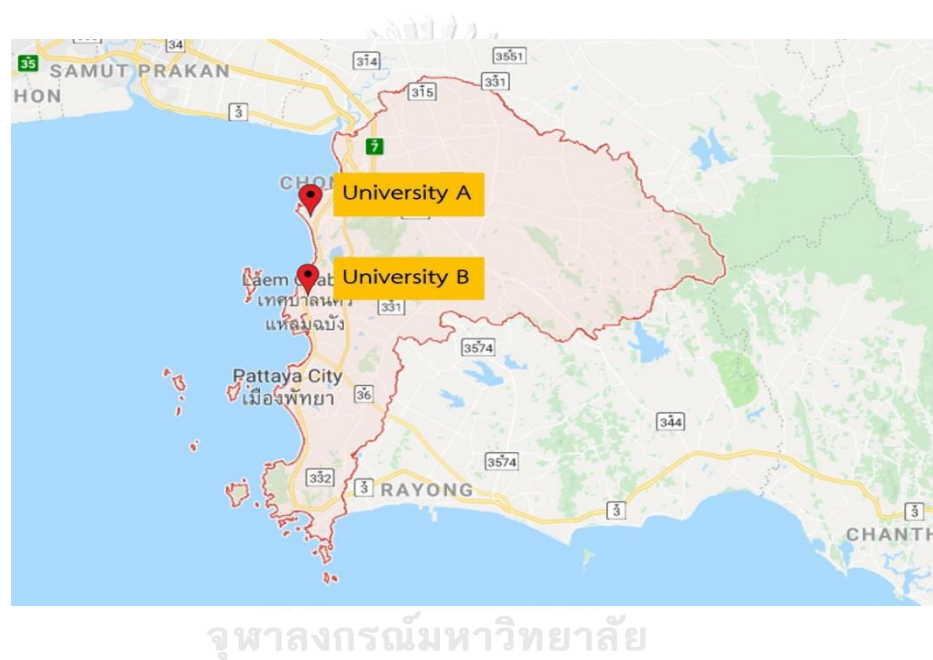 34
314
3551
35
SAMUT PRAKAN
331
315
HON
3
7
CHON
University A
University B
Laem Chab
เทศบาลนคร
แหลมฉบัง
331
3574
Pattaya City
เมืองพัทยา
36
344
3574
332
3
RAYONG
3
3
CHANTH
จุฬาลงกรณ์มหาวิทยาลัย